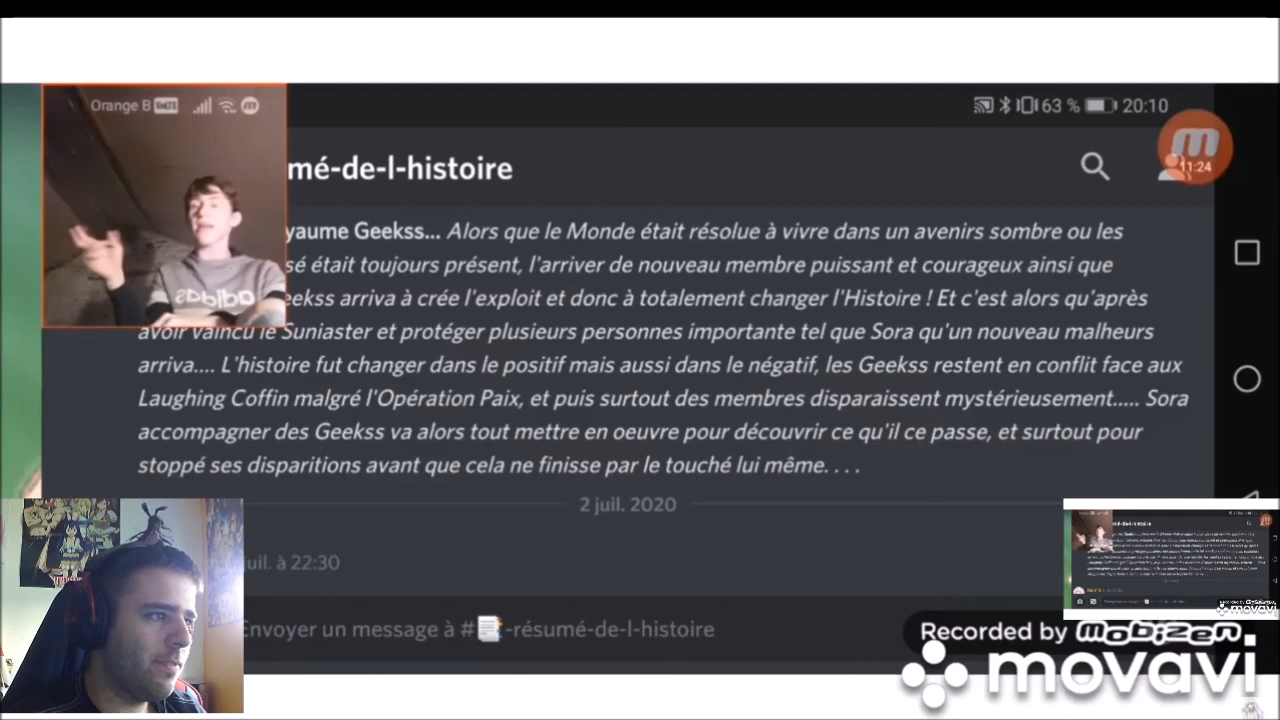 Orange B VoLTE 63 % 20:10
11:24
mé-de-l-histoire
yaume Geekss... Alors que le Monde était résolue à vivre dans un avenirs sombre ou les
sé était toujours présent, l'arriver de nouveau membre puissant et courageux ainsi que
eekss arriva à crée l'exploit et donc à totalement changer l'Histoire ! Et c'est alors qu'après
avoir vaincu le Suniaster et protéger plusieurs personnes importante tel que Sora qu'un nouveau malheurs
arriva.... L'histoire fut changer dans le positif mais aussi dans le négatif, les Geekss restent en conflit face aux
Laughing Coffin malgré l'Opération Paix, et puis surtout des membres disparaissent mystérieusement..... Sora
accompagner des Geekss va alors tout mettre en oeuvre pour découvrir ce qu'il ce passe, et surtout pour
stoppé ses disparitions avant que cela ne finisse par le touché lui même. . . .
2 juil. 2020
uil. à 22:30
Envoyer un message à #-resumé-de-l-histoire
Recorded by mobizen
movavi
adidas
movavi